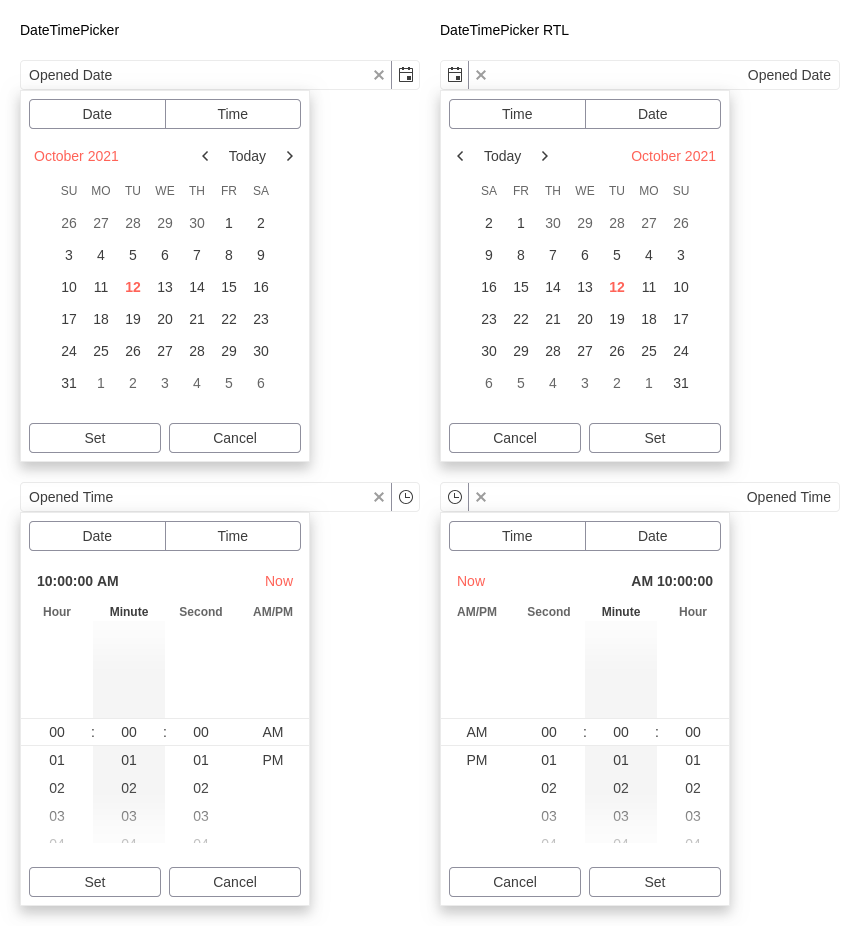 DateTimePicker
Opened Date
Date Time
October 2021 Today
SU MO TU WE TH FR SA
26 27 28 29 30 1 2
3 4 5 6 7 8 9
10 11 12 13 14 15 16
17 18 19 20 21 22 23
24 25 26 27 28 29 30
31 1 2 3 4 5 6
Set Cancel
Opened Time
Date Time
10:00:00 AM Now
Hour Minute Second AM/PM
00 : 00 : 00 AM
01 01 01 PM
02 02 02
03 03 03
04 04 04
Set Cancel
DateTimePicker RTL
Opened Date
Time Date
Today October 2021
SA FR TH WE TU MO SU
2 1 30 29 28 27 26
9 8 7 6 5 4 3
16 15 14 13 12 11 10
23 22 21 20 19 18 17
30 29 28 27 26 25 24
6 5 4 3 2 1 31
Cancel Set
Opened Time
Time Date
Now AM 10:00:00
AM/PM Second Minute Hour
AM 00 : 00 : 00
PM 01 01 01
02 02 02
03 03 03
04 04 04
Cancel Set